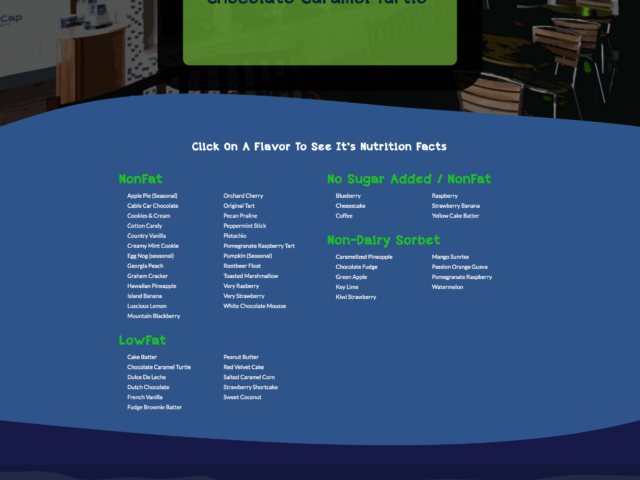 Chocolate Caramel Turtle
Click On A Flavor To See It's Nutrition Facts
NonFat
Apple Pie (Seasonal)
Cable Car Chocolate
Cookies & Cream
Cotton Candy
Country Vanilla
Creamy Mint Cookie
Egg Nog (seasonal)
Georgia Peach
Graham Cracker
Hawaiian Pineapple
Island Banana
Luscious Lemon
Mountain Blackberry
Orchard Cherry
Original Tart
Pecan Praline
Peppermint Stick
Pistachio
Pomegranate Raspberry Tart
Pumpkin (Seasonal)
Rootbeer Float
Toasted Marshmallow
Very Rasberry
Very Strawberry
White Chocolate Mousse
LowFat
Cake Batter
Chocolate Caramel Turtle
Dulce De Leche
Dutch Chocolate
French Vanilla
Fudge Brownie Batter
Peanut Butter
Red Velvet Cake
Salted Caramel Corn
Strawberry Shortcake
Sweet Coconut
No Sugar Added / NonFat
Blueberry
Cheesecake
Coffee
Raspberry
Strawberry Banana
Yellow Cake Batter
Non-Dairy Sorbet
Caramelized Pineapple
Chocolate Fudge
Green Apple
Key Lime
Kiwi Strawberry
Mango Sunrise
Passion Orange Guava
Pomegranate Raspberry
Watermelon